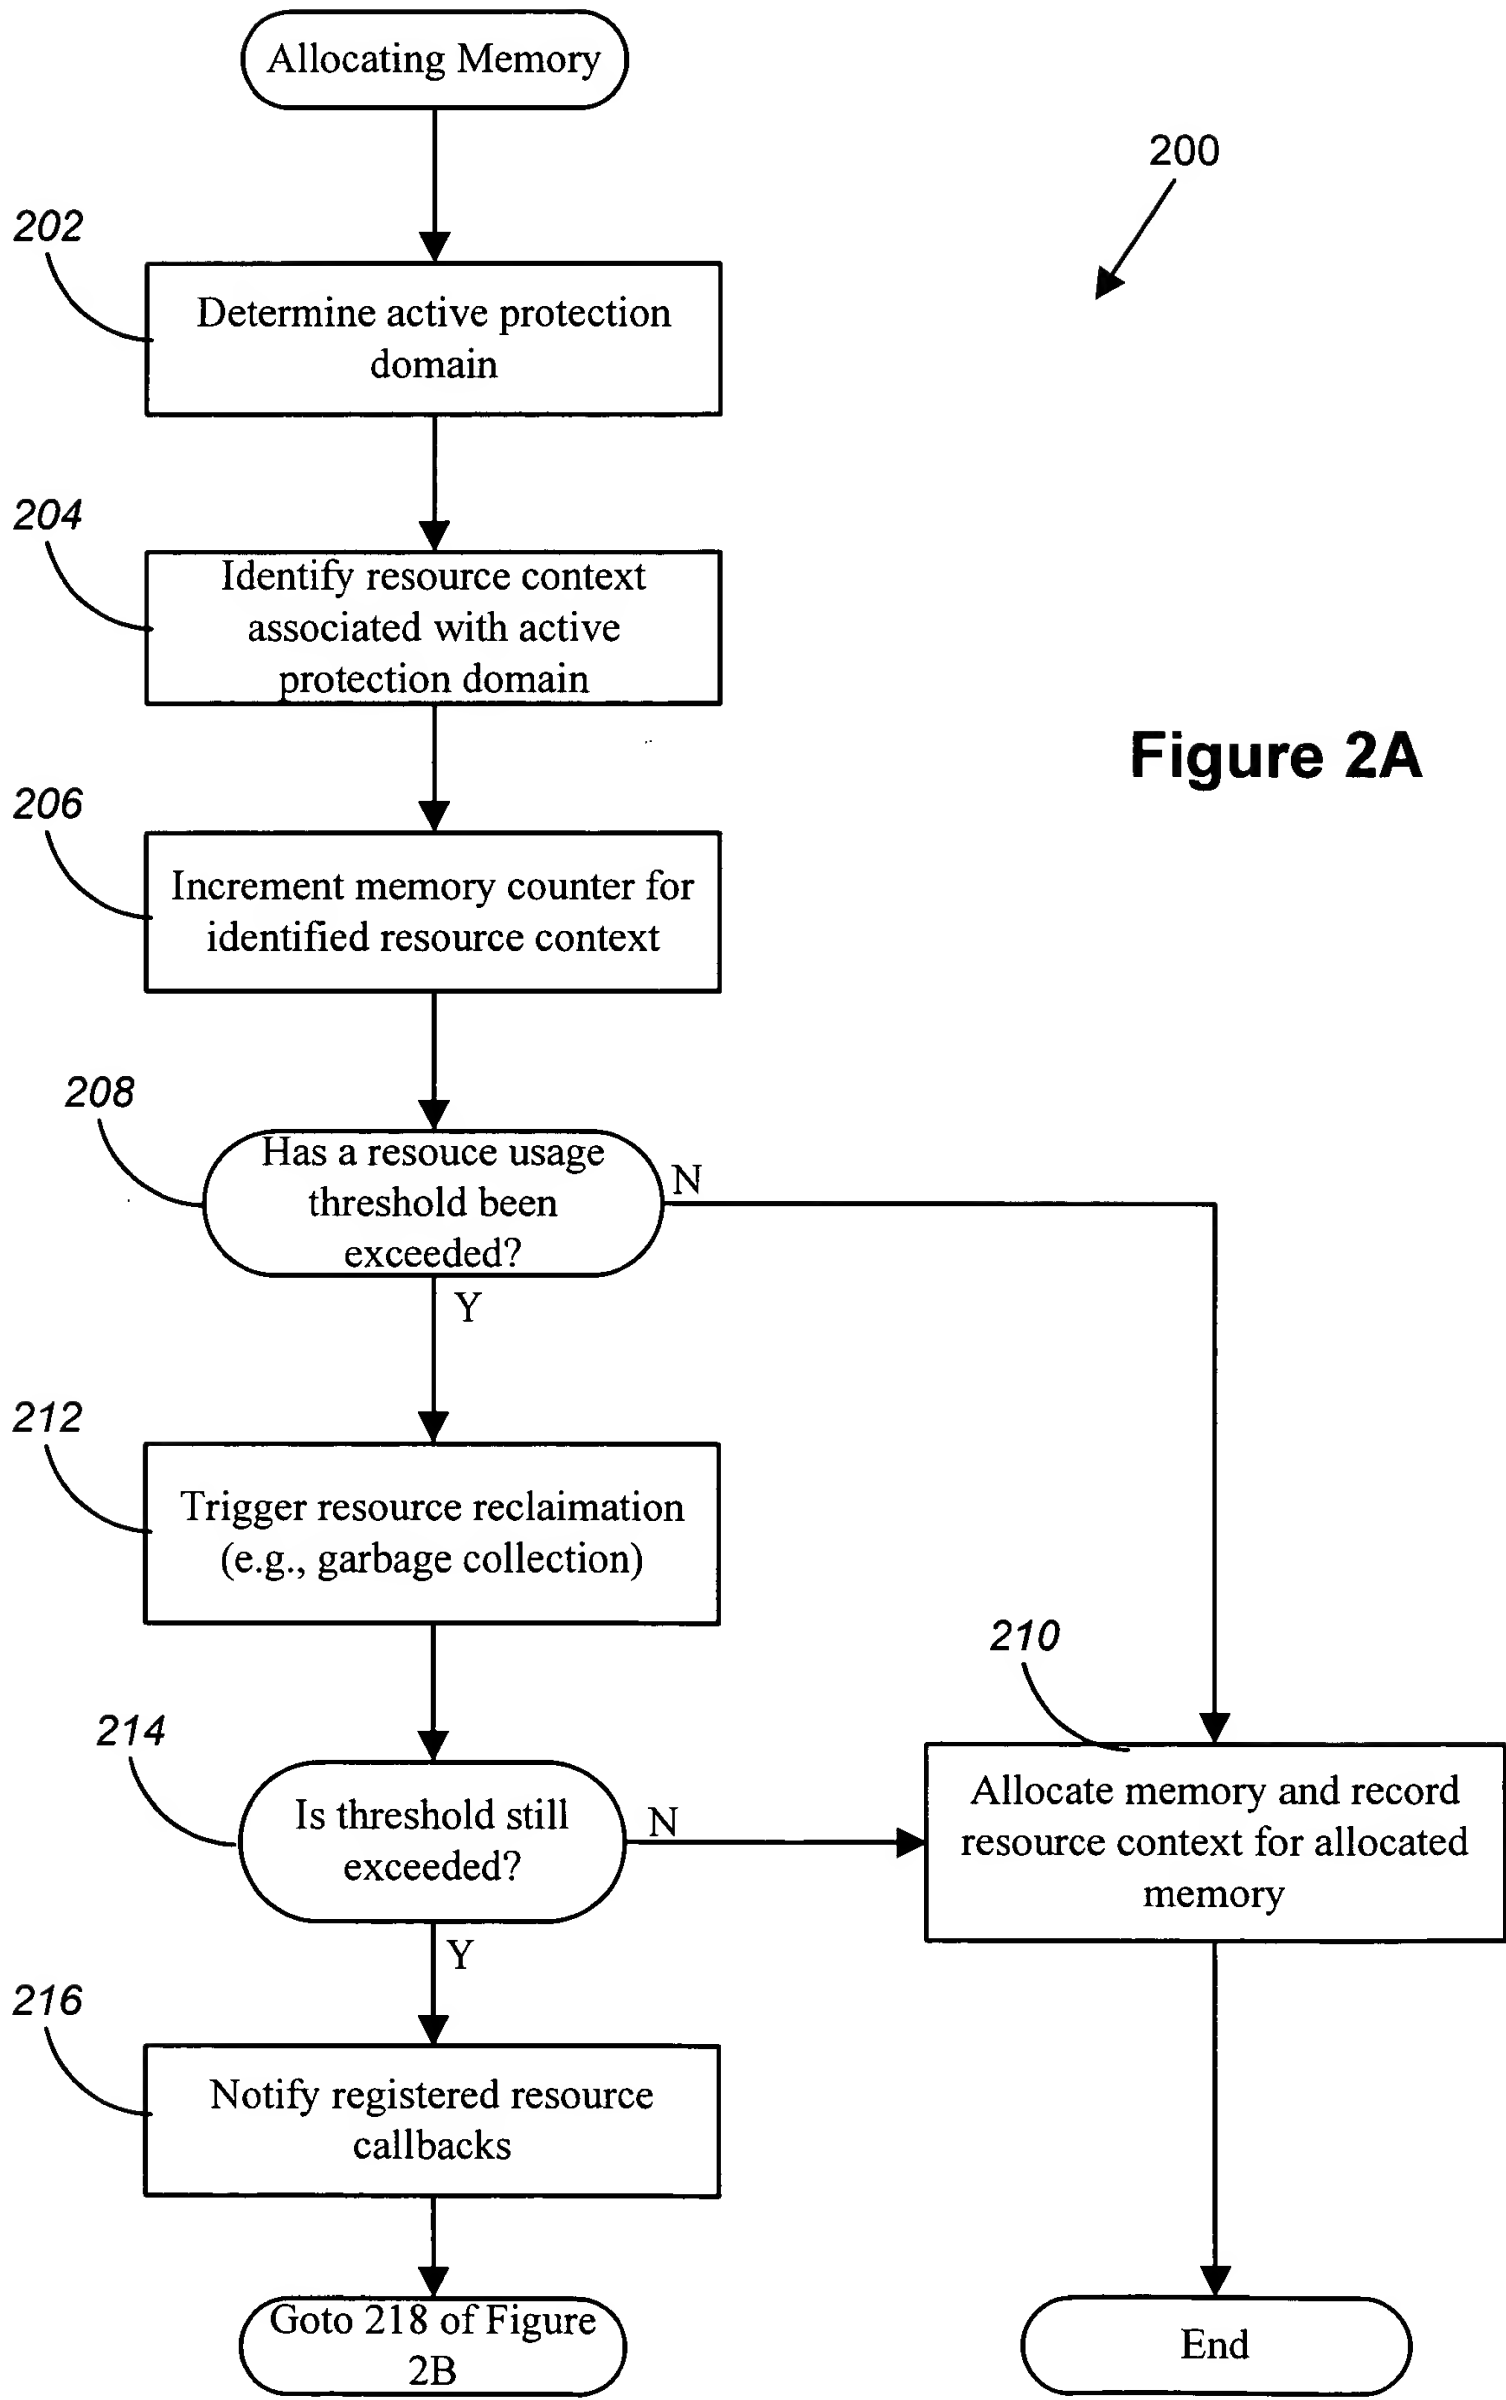 Allocating Memory
200
202
Determine active protection
domain
204
Identify resource context
associated with active
protection domain
Figure 2A
206
Increment memory counter for
identified resource context
208
Has a resouce usage
threshold been
exceeded?
N
Y
212
Trigger resource reclaimation
(e.g., garbage collection)
210
Allocate memory and record
resource context for allocated
memory
214
Is threshold still
exceeded?
N
Y
216
Notify registered resource
callbacks
Goto 218 of Figure
2B
End